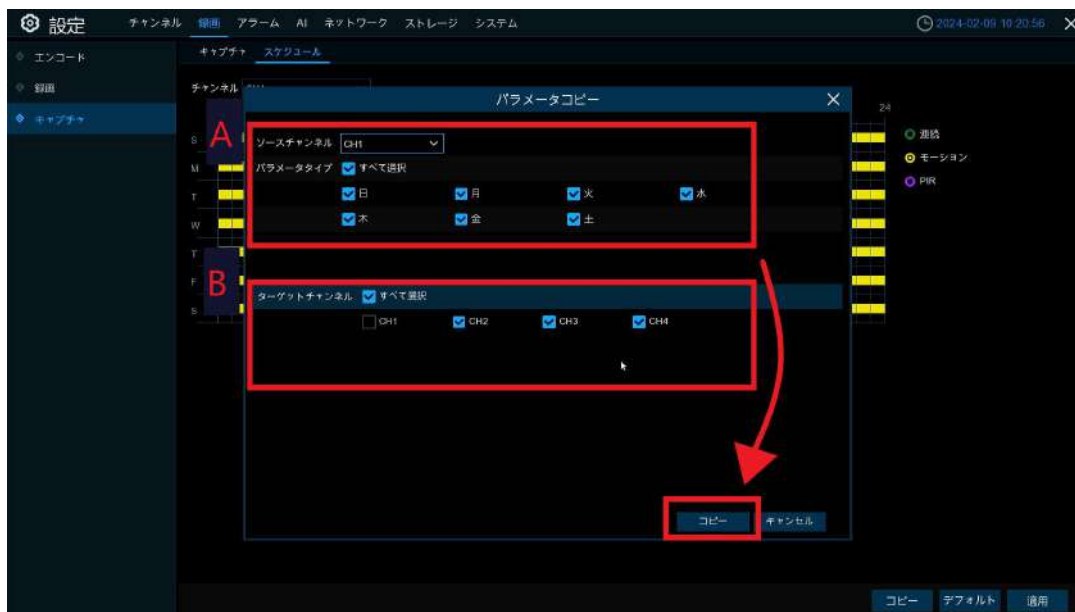 設定 チャンネル 録画 アラーム AI ネットワーク ストレージ システム 2024-02-09 10:20:56
エンコード キャプチャ スケジュール
録画 チャンネル
パラメータコピー
キャプチャ
24
A
S
ソースチャンネル CH1
連続
M パラメータタイプ すべて選択
モーション
T 日 月 火 水
PIR
W 木 金 土
T
B
F
ターゲットチャンネル すべて選択
S CH1 CH2 CH3 CH4
コピー キャンセル
コピー デフォルト 適用